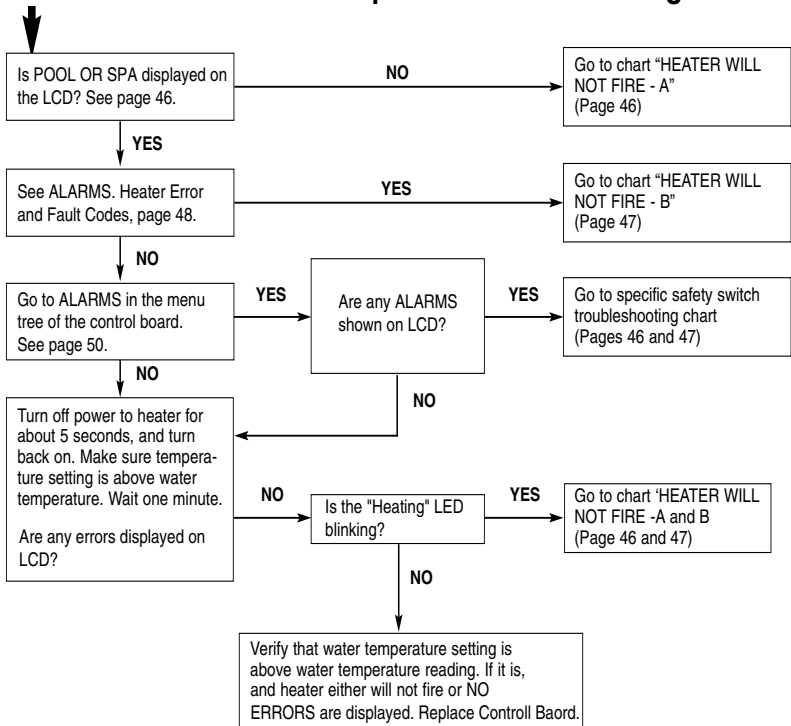 Is POOL OR SPA displayed on
the LCD? See page 46.
NO
Go to chart “HEATER WILL
NOT FIRE - A”
(Page 46)
YES
See ALARMS. Heater Error
and Fault Codes, page 48.
YES
Go to chart “HEATER WILL
NOT FIRE - B”
(Page 47)
NO
Go to ALARMS in the menu
tree of the control board.
See page 50.
YES
Are any ALARMS
shown on LCD?
YES
Go to specific safety switch
troubleshooting chart
(Pages 46 and 47)
NO
NO
Turn off power to heater for
about 5 seconds, and turn
back on. Make sure tempera-
ture setting is above water
temperature. Wait one minute.
Are any errors displayed on
LCD?
NO
Is the "Heating" LED
blinking?
YES
Go to chart ‘HEATER WILL
NOT FIRE -A and B
(Page 46 and 47)
NO
Verify that water temperature setting is
above water temperature reading. If it is,
and heater either will not fire or NO
ERRORS are displayed. Replace Controll Baord.